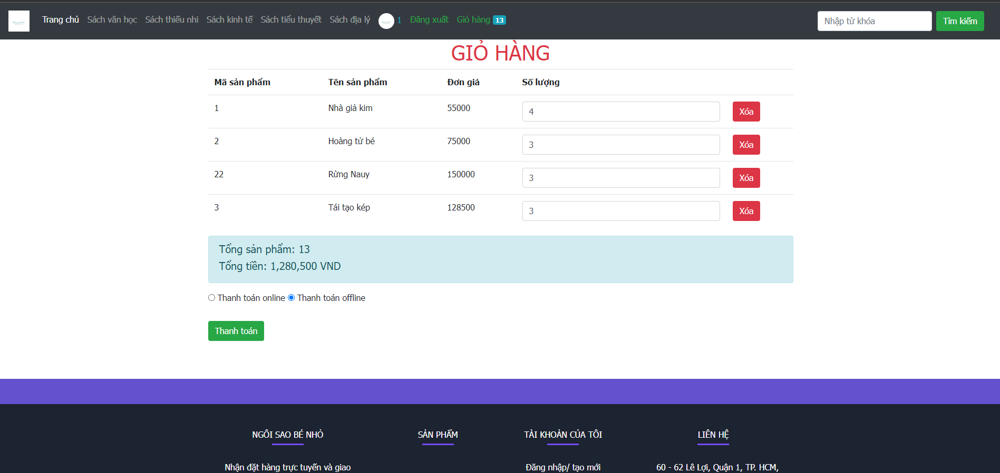 Trang chủ Sách văn học Sách thiếu nhi Sách kinh tế Sách tiểu thuyết Sách địa lý 1 Đăng xuất Giỏ hàng 13 Nhập từ khóa Tìm kiếm
GIỎ HÀNG
Mã sản phẩm Tên sản phẩm Đơn giá Số lượng
1 Nhà giả kim 55000 4 Xóa
2 Hoàng tử bé 75000 3 Xóa
22 Rừng Nauy 150000 3 Xóa
3 Tái tạo kép 128500 3 Xóa
Tổng sản phẩm: 13
Tổng tiền: 1,280,500 VND
Thanh toán online Thanh toán offline
Thanh toán
NGÔI SAO BÉ NHỎ SẢN PHẨM TÀI KHOẢN CỦA TÔI LIÊN HỆ
Nhận đặt hàng trực tuyến và giao Đăng nhập/ tạo mới 60 - 62 Lê Lợi, Quận 1, TP. HCM,